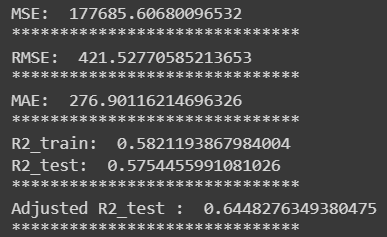 MSE:  177685.60680096532
******************************
RMSE:  421.52770585213653
******************************
MAE:  276.90116214696326
******************************
R2_train:  0.5821193867984004
R2_test:  0.5754455991081026
******************************
Adjusted R2_test :  0.6448276349380475
******************************